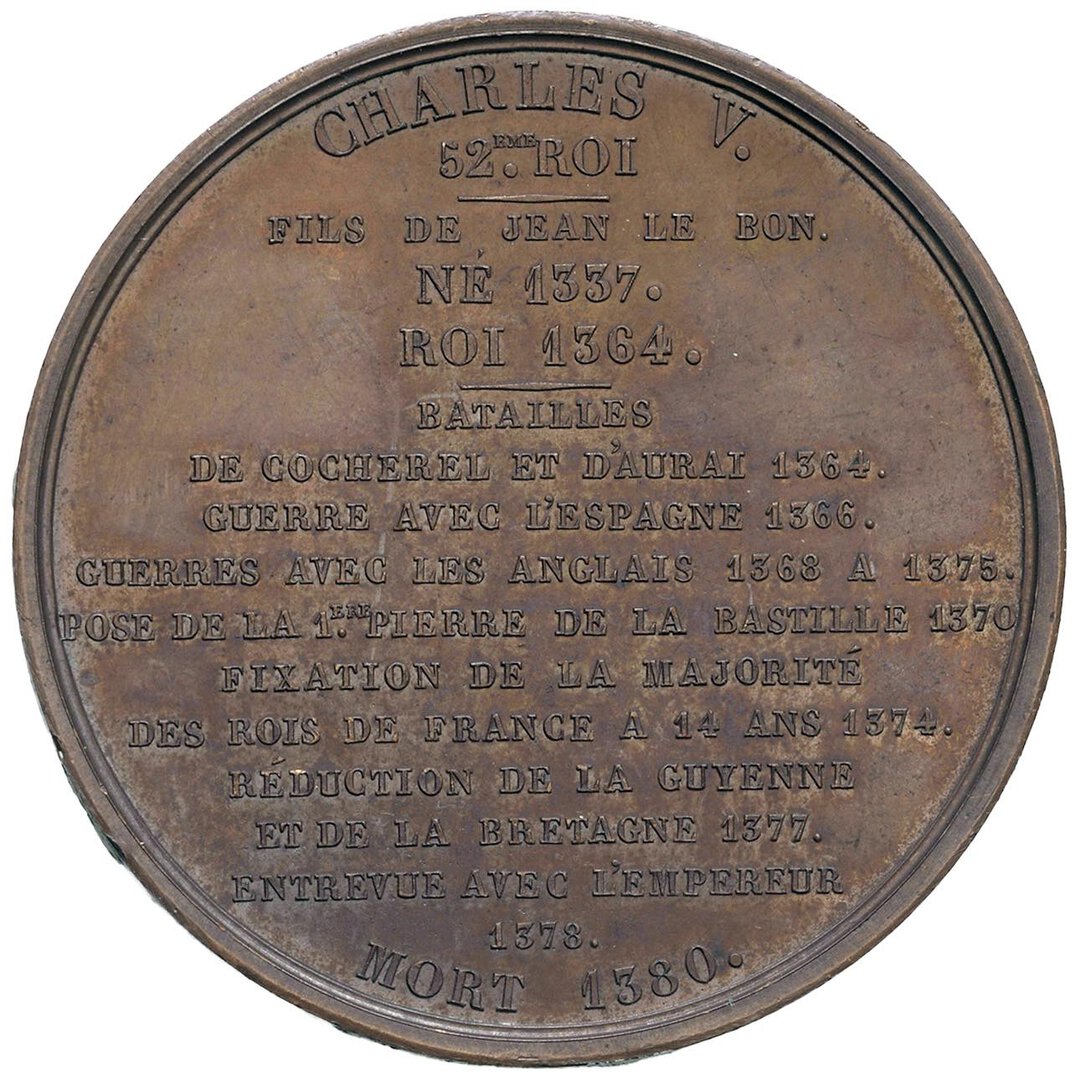 CHARLES V.
52.EME ROI
FILS DE JEAN LE BON.
NÉ 1337.
ROI 1364.
BATAILLES
DE COCHEREL ET D'AURAI 1364.
GUERRE AVEC L'ESPAGNE 1366.
GUERRES AVEC LES ANGLAIS 1368 A 1375.
POSE DE LA 1.ERE PIERRE DE LA BASTILLE 1370
FIXATION DE LA MAJORITÉ
DES ROIS DE FRANCE A 14 ANS 1374.
RÉDUCTION DE LA GUYENNE
ET DE LA BRETAGNE 1377.
ENTREVUE AVEC L'EMPEREUR
1378.
MORT 1380.